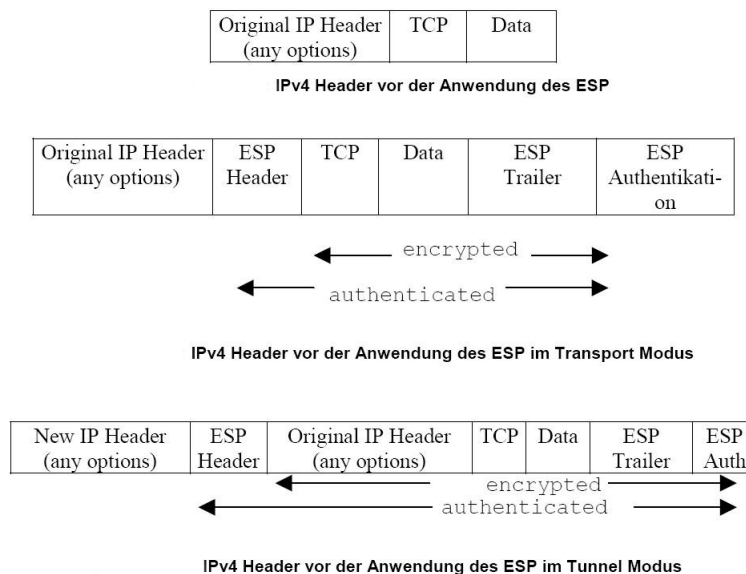 Original IP Header TCP Data
(any options)
IPv4 Header vor der Anwendung des ESP
Original IP Header ESP TCP Data ESP ESP
(any options) Header Trailer Authentikati-
on
encrypted
authenticated
IPv4 Header vor der Anwendung des ESP im Transport Modus
New IP Header ESP Original IP Header TCP Data ESP ESP
(any options) Header (any options) Trailer Auth
encrypted
authenticated
IPv4 Header vor der Anwendung des ESP im Tunnel Modus